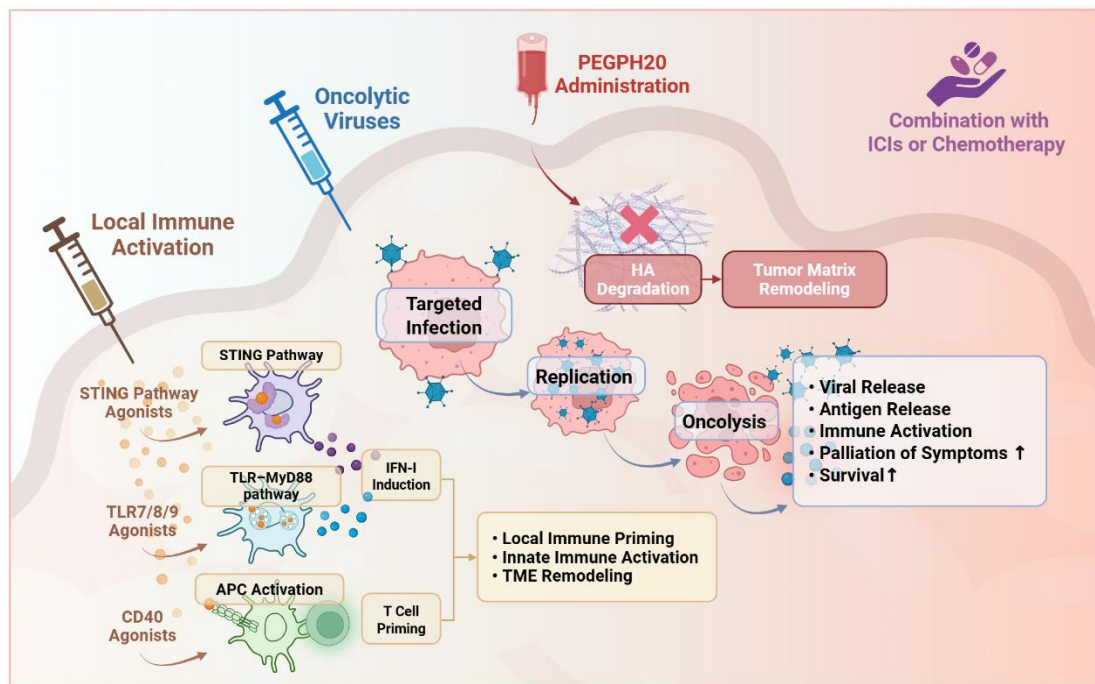 PEGPH20
Administration
Oncolytic
Viruses
Combination with
ICIs or Chemotherapy
Local Immune
Activation
HA
Degradation
Tumor Matrix
Remodeling
Targeted
Infection
Replication
Oncolysis
• Viral Release
• Antigen Release
• Immune Activation
• Palliation of Symptoms ↑
• Survival↑
STING Pathway
STING Pathway
Agonists
TLR–MyD88
pathway
IFN-I
Induction
TLR7/8/9
Agonists
• Local Immune Priming
• Innate Immune Activation
• TME Remodeling
APC Activation
T Cell
Priming
CD40
Agonists